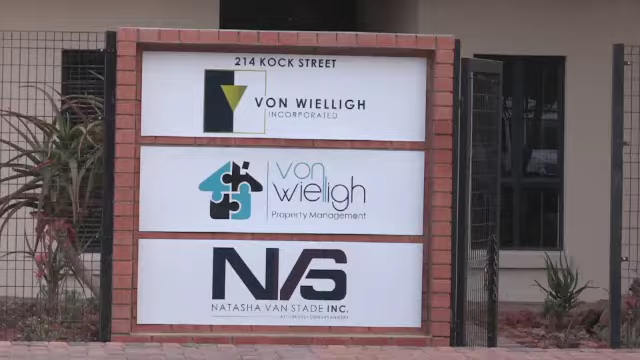 214 KOCK STREET
VON WIELLIGH
INCORPORATED
von
wielligh
Property Management
NVS
NATASHA VAN STADE INC.